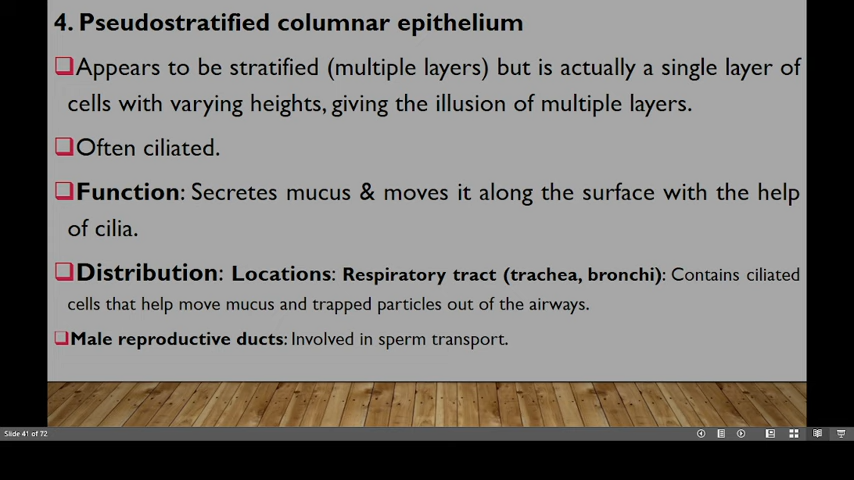 4. Pseudostratified columnar epithelium
Appears to be stratified (multiple layers) but is actually a single layer of
cells with varying heights, giving the illusion of multiple layers.
Often ciliated.
Function: Secretes mucus & moves it along the surface with the help
of cilia.
Distribution: Locations: Respiratory tract (trachea, bronchi): Contains ciliated
cells that help move mucus and trapped particles out of the airways.
Male reproductive ducts: Involved in sperm transport.
Slide 41 of 72